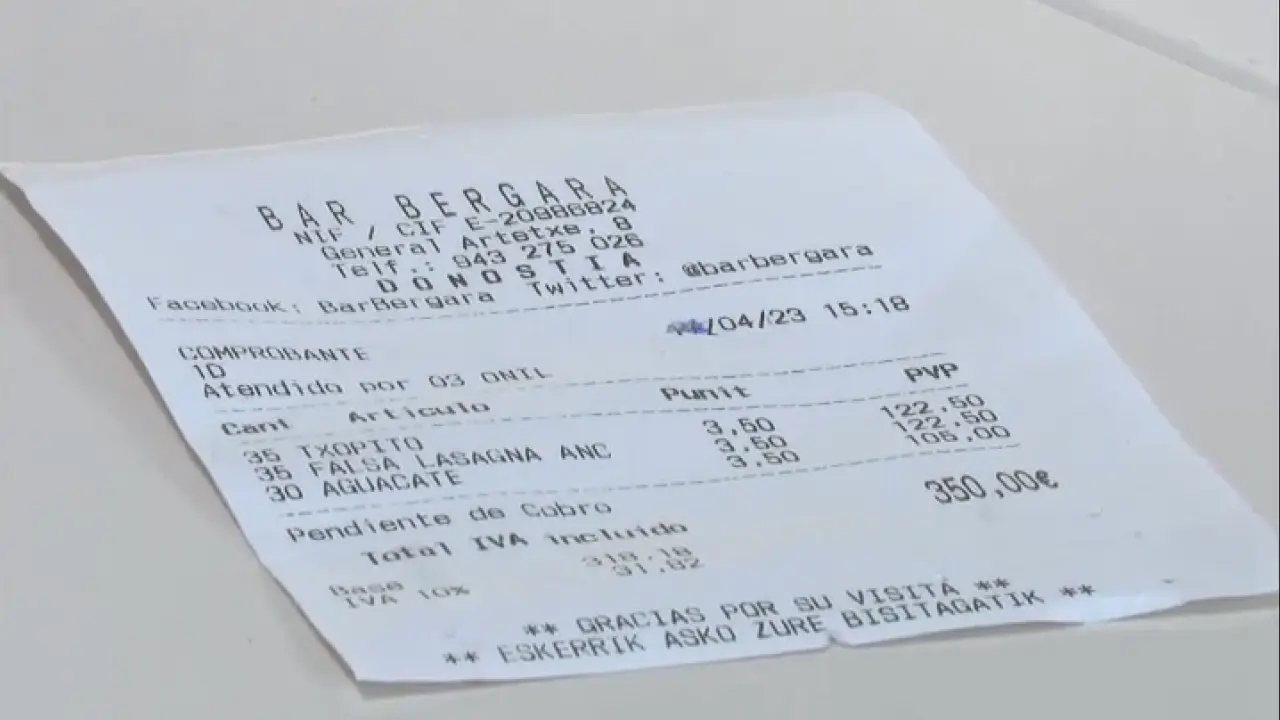 BAR BERGARA
NIF / CIF E-20986824
General Artetxe, 8
Telf.: 943 275 026
DONOSTIA
Facebook: BarBergara Twitter: @barbergara
/04/23 15:18
COMPROBANTE
1D
Atendido por 03 ONIL
Cant Artículo Punit PVP
35 TXOPITO 3,50 122,50
35 FALSA LASAGNA ANC 3,50 122,50
30 AGUACATE 3,50 105,00
Pendiente de Cobro 350,00€
Total IVA incluido
Base 318,18
IVA 10% 31,82
** GRACIAS POR SU VISITA **
** ESKERRIK ASKO ZURE BISITAGATIK **